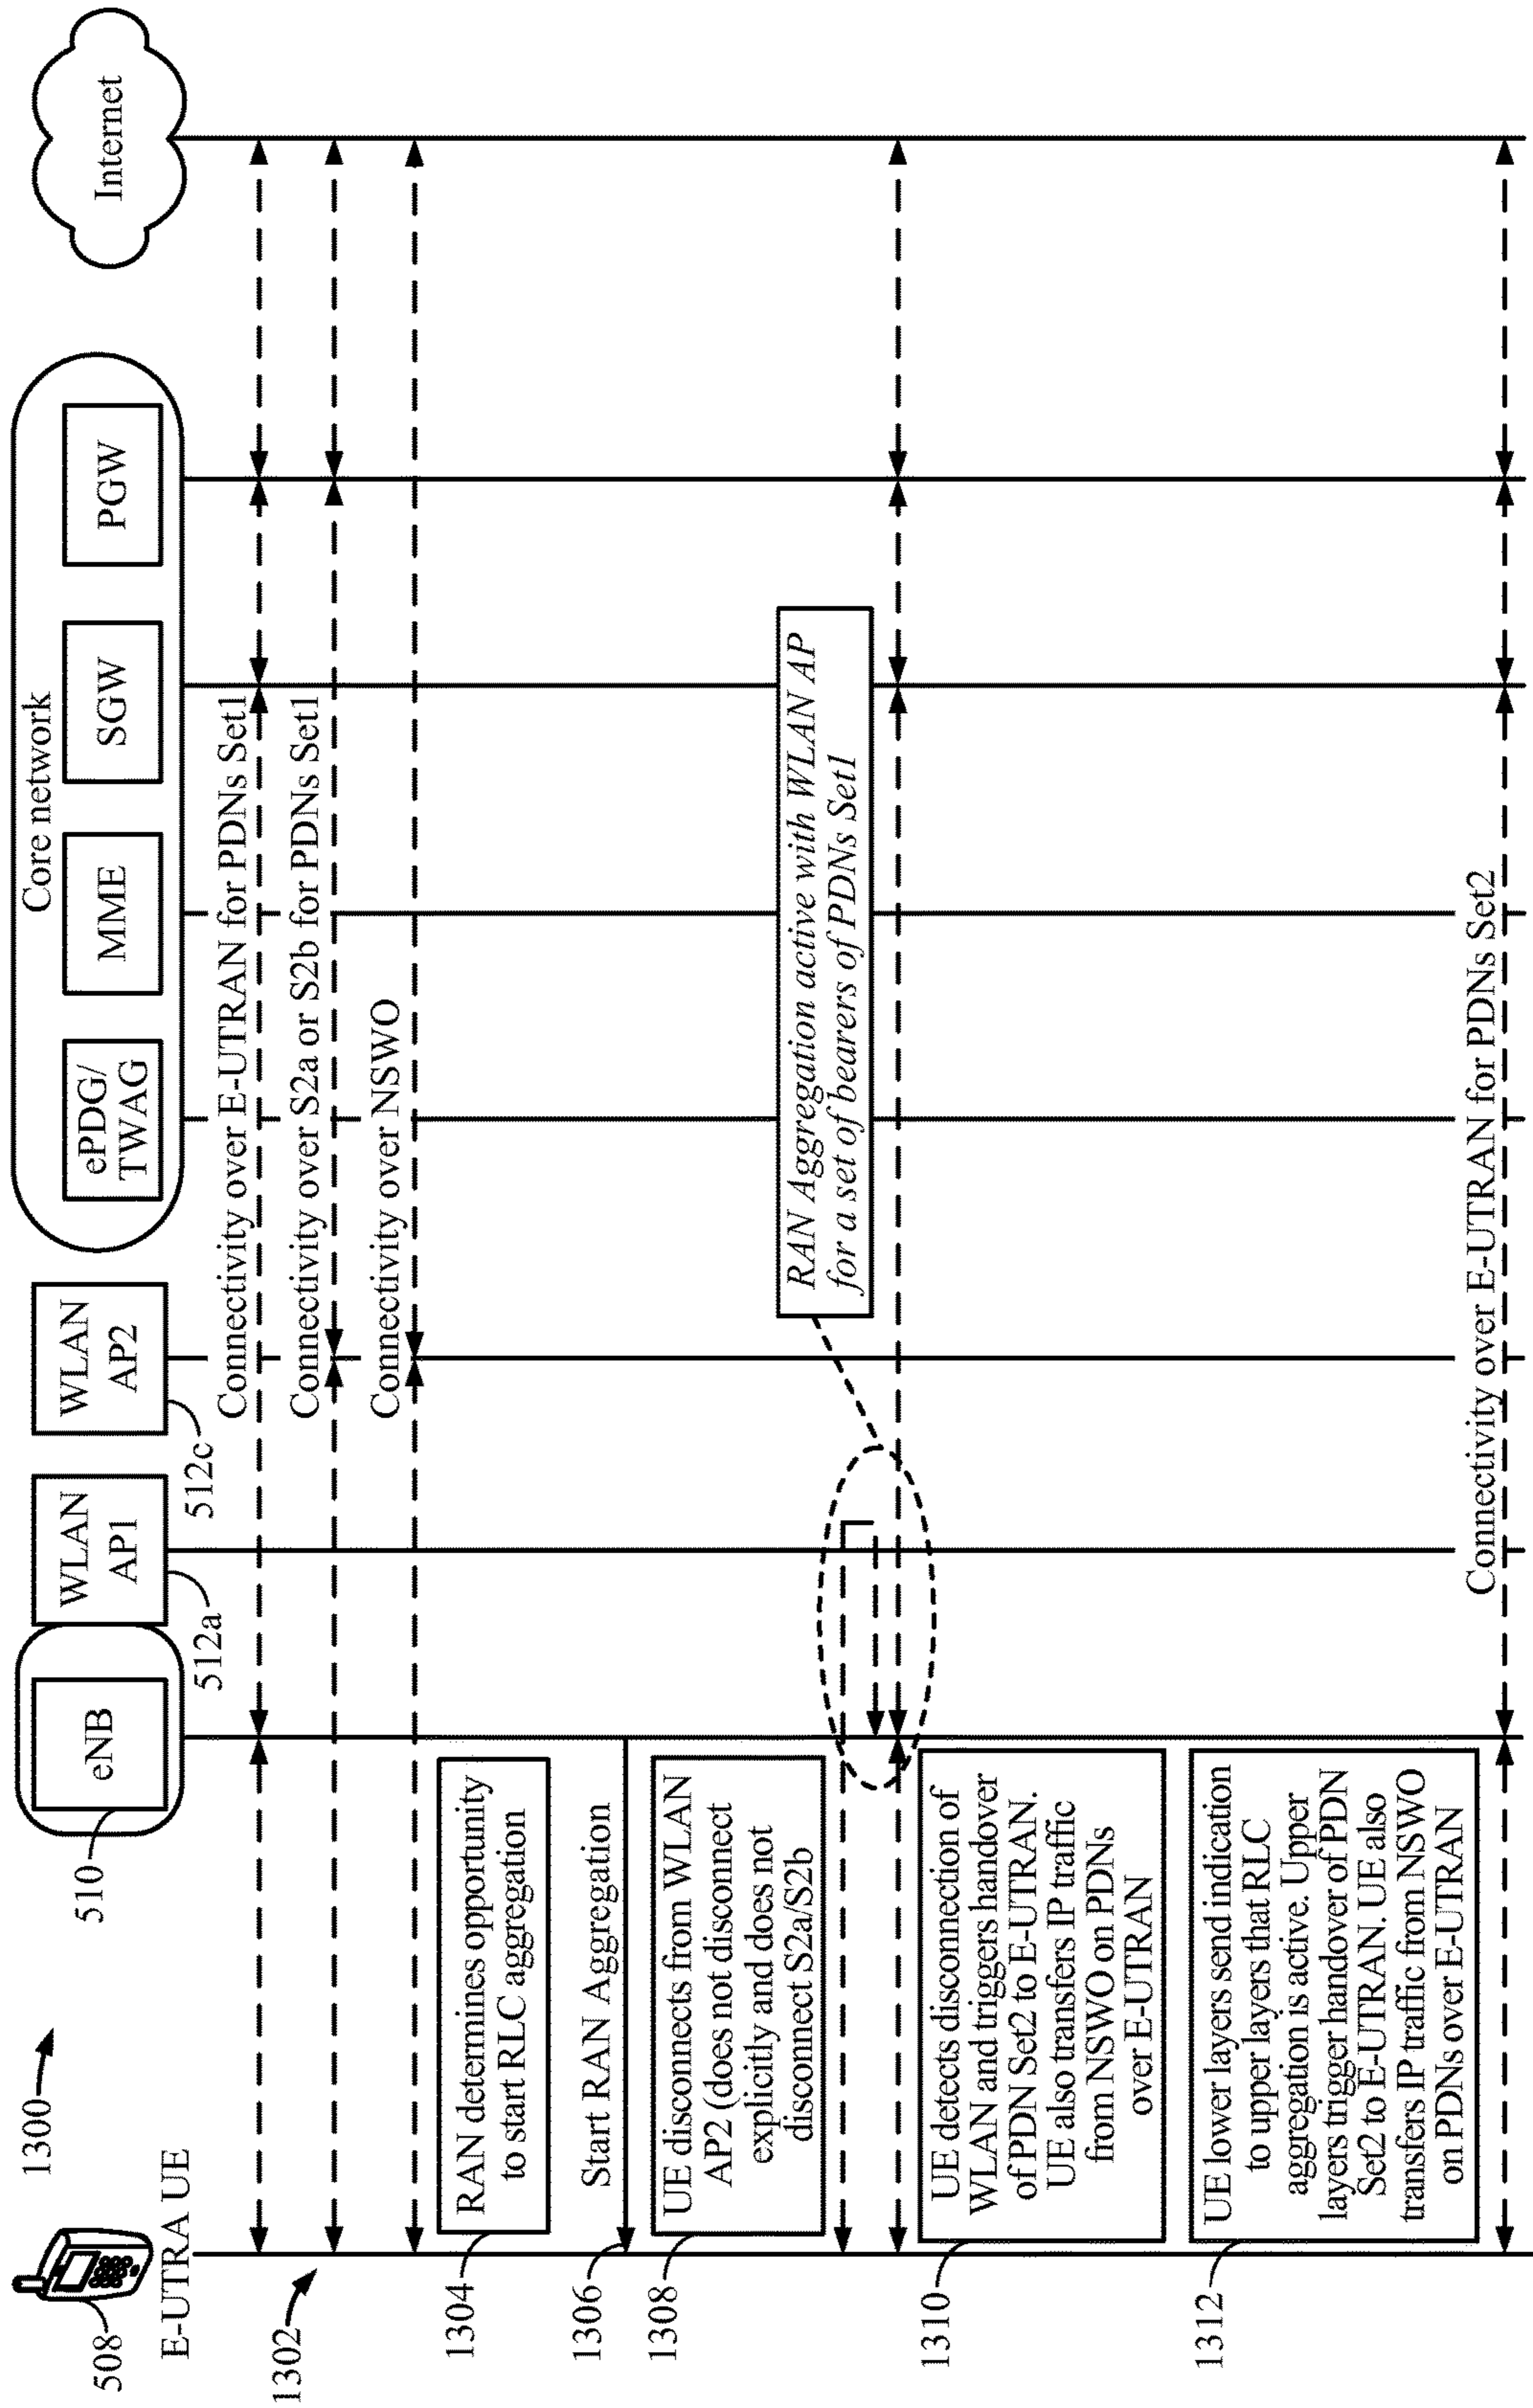 1300
508
E-UTRA UE
510
eNB
WLAN
AP1
512a
WLAN
AP2
512c
Core network
ePDG/
TWAG
MME
SGW
PGW
Internet
1302
Connectivity over E-UTRAN for PDNs Set1
Connectivity over S2a or S2b for PDNs Set1
Connectivity over NSWO
1304
RAN determines opportunity
to start RLC aggregation
1306
Start RAN Aggregation
1308
UE disconnects from WLAN
AP2 (does not disconnect
explicitly and does not
disconnect S2a/S2b
RAN Aggregation active with WLAN AP
for a set of bearers of PDNs Set1
1310
UE detects disconnection of
WLAN and triggers handover
of PDN Set2 to E-UTRAN.
UE also transfers IP traffic
from NSWO on PDNs
over E-UTRAN
1312
UE lower layers send indication
to upper layers that RLC
aggregation is active. Upper
layers trigger handover of PDN
Set2 to E-UTRAN. UE also
transfers IP traffic from NSWO
on PDNs over E-UTRAN
Connectivity over E-UTRAN for PDNs Set2